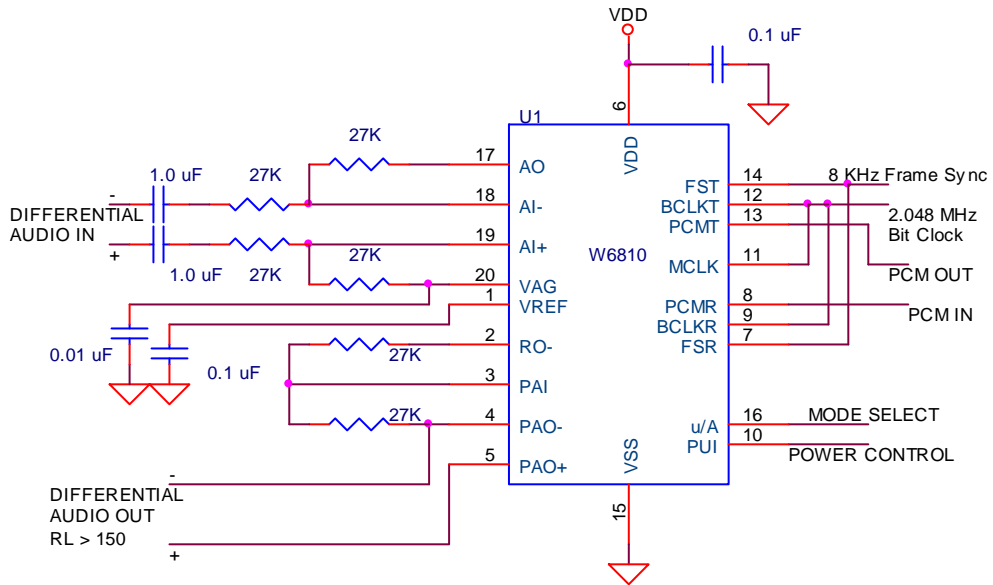 VDD
0.1 uF
U1
6
VDD
27K
17
AO
14
FST
8 KHz Frame Sync
1.0 uF
27K
18
AI-
12
BCLKT
-
DIFFERENTIAL
AUDIO IN
+
13
PCMT
2.048 MHz
Bit Clock
19
AI+
W6810
11
MCLK
1.0 uF
27K
20
VAG
PCM OUT
27K
1
VREF
8
PCMR
PCM IN
9
BCLKR
0.01 uF
0.1 uF
2
RO-
7
FSR
27K
3
PAI
27K
4
PAO-
16
u/A
MODE SELECT
10
PUI
POWER CONTROL
5
PAO+
VSS
15
-
DIFFERENTIAL
AUDIO OUT
RL > 150
+